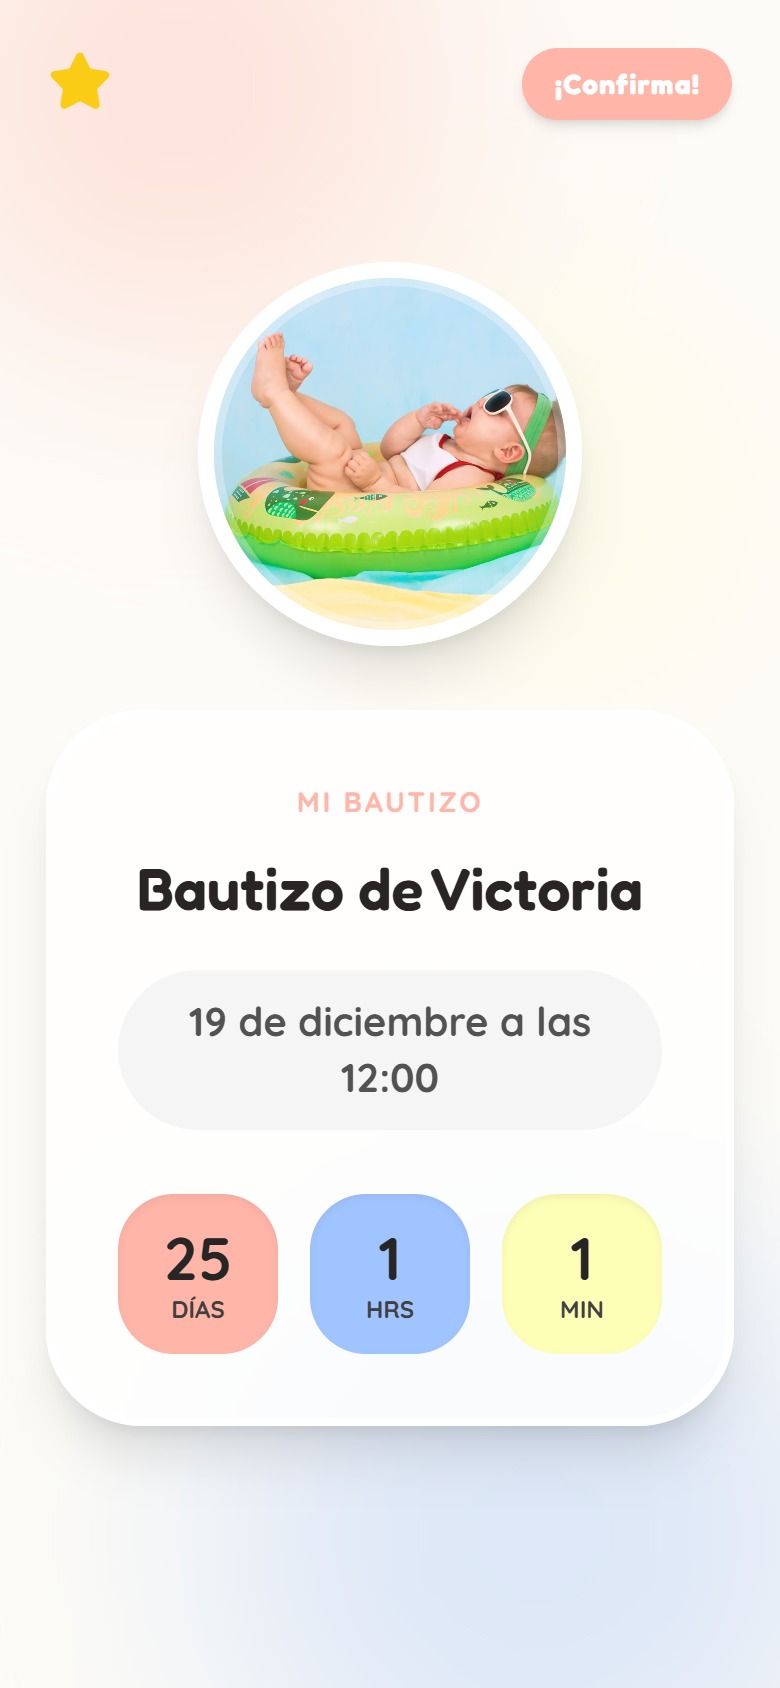 ¡Confirma!
MI BAUTIZO
Bautizo de Victoria
19 de diciembre a las
12:00
25
DÍAS
1
HRS
1
MIN